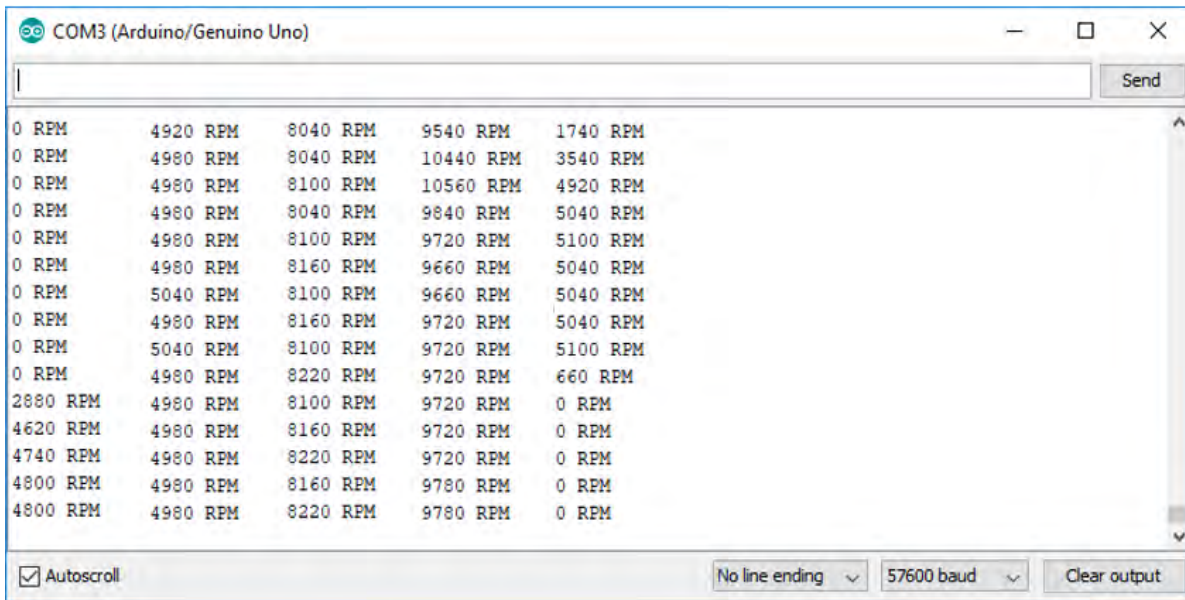 COM3 (Arduino/Genuino Uno)
Send
0 RPM 4920 RPM 8040 RPM 9540 RPM 1740 RPM
0 RPM 4980 RPM 8040 RPM 10440 RPM 3540 RPM
0 RPM 4980 RPM 8100 RPM 10560 RPM 4920 RPM
0 RPM 4980 RPM 8040 RPM 9840 RPM 5040 RPM
0 RPM 4980 RPM 8100 RPM 9720 RPM 5100 RPM
0 RPM 4980 RPM 8160 RPM 9660 RPM 5040 RPM
0 RPM 5040 RPM 8100 RPM 9660 RPM 5040 RPM
0 RPM 4980 RPM 8160 RPM 9720 RPM 5040 RPM
0 RPM 5040 RPM 8100 RPM 9720 RPM 5100 RPM
0 RPM 4980 RPM 8220 RPM 9720 RPM 660 RPM
2880 RPM 4980 RPM 8100 RPM 9720 RPM 0 RPM
4620 RPM 4980 RPM 8160 RPM 9720 RPM 0 RPM
4740 RPM 4980 RPM 8220 RPM 9720 RPM 0 RPM
4800 RPM 4980 RPM 8160 RPM 9780 RPM 0 RPM
4800 RPM 4980 RPM 8220 RPM 9780 RPM 0 RPM
Autoscroll No line ending 57600 baud Clear output